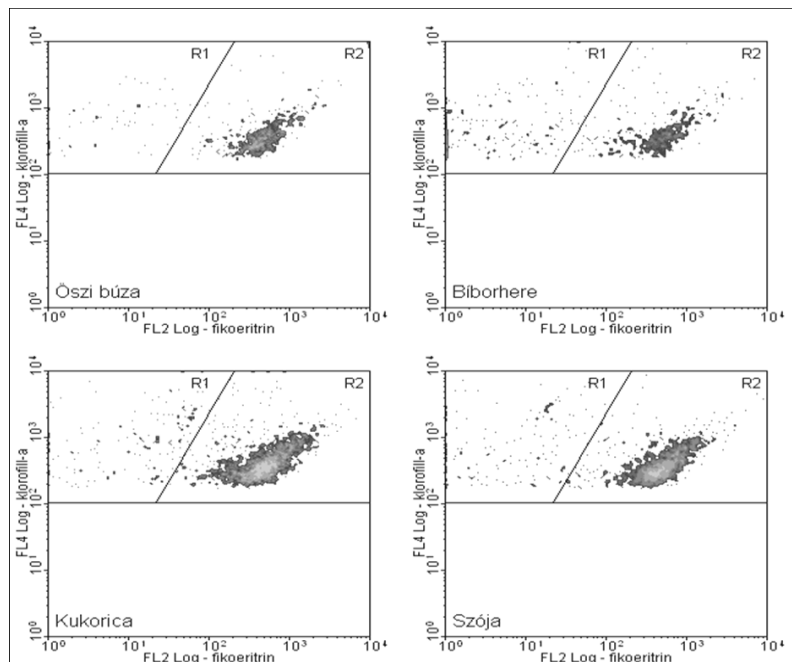 10⁴
R1
R2
10³
10²
10¹
10⁰
FL4 Log - klorofill-a
Őszi búza
10⁰ 10¹ 10² 10³ 10⁴
FL2 Log - fikoeritrin
10⁴
R1
R2
10³
10²
10¹
10⁰
FL4 Log - klorofill-a
Bíborhere
10⁰ 10¹ 10² 10³ 10⁴
FL2 Log - fikoeritrin
10⁴
R1
R2
10³
10²
10¹
10⁰
FL4 Log - klorofill-a
Kukorica
10⁰ 10¹ 10² 10³ 10⁴
FL2 Log - fikoeritrin
10⁴
R1
R2
10³
10²
10¹
10⁰
FL4 Log - klorofill-a
Szója
10⁰ 10¹ 10² 10³ 10⁴
FL2 Log - fikoeritrin